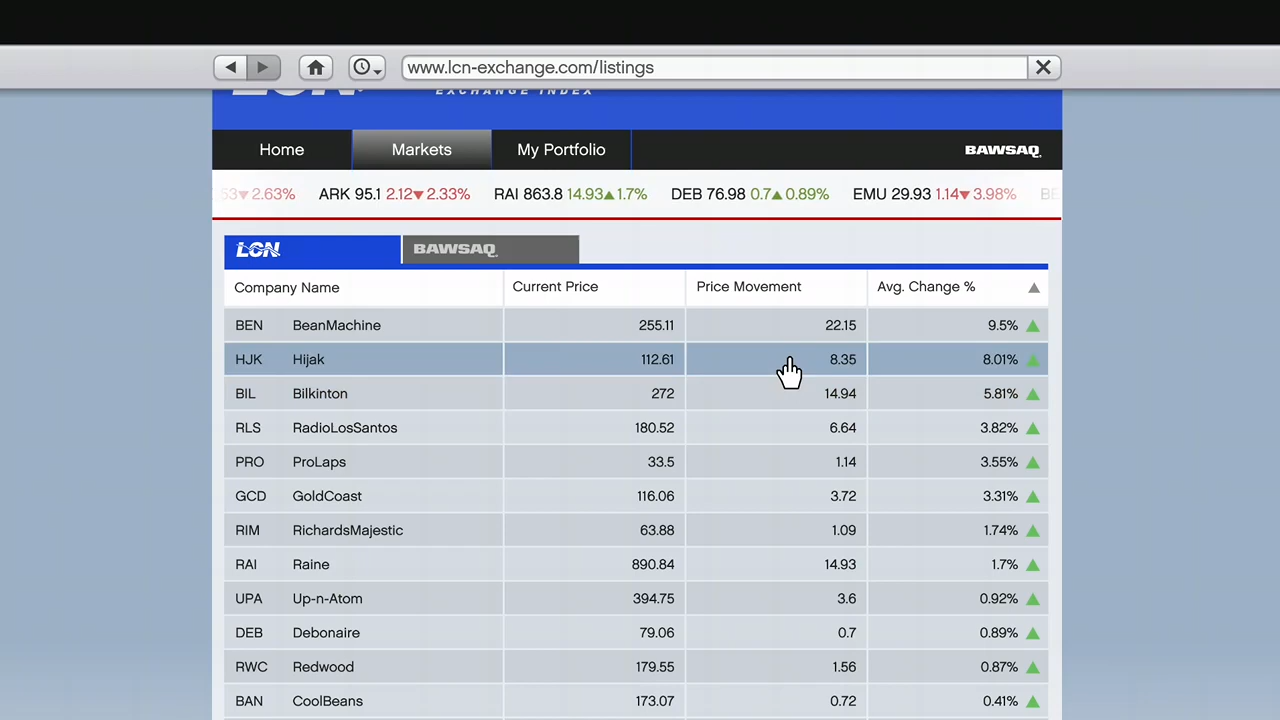 www.lcn-exchange.com/listings
LCN
EXCHANGE INDEX
Home Markets My Portfolio BAWSAQ
53▼2.63% ARK 95.1 2.12▼2.33% RAI 863.8 14.93▲1.7% DEB 76.98 0.7▲0.89% EMU 29.93 1.14▼3.98%
LCN BAWSAQ
Company Name Current Price Price Movement Avg. Change % ▲
BEN BeanMachine 255.11 22.15 9.5% ▲
HJK Hijak 112.61 8.35 8.01% ▲
BIL Bilkinton 272 14.94 5.81% ▲
RLS RadioLosSantos 180.52 6.64 3.82% ▲
PRO ProLaps 33.5 1.14 3.55% ▲
GCD GoldCoast 116.06 3.72 3.31% ▲
RIM RichardsMajestic 63.88 1.09 1.74% ▲
RAI Raine 890.84 14.93 1.7% ▲
UPA Up-n-Atom 394.75 3.6 0.92% ▲
DEB Debonaire 79.06 0.7 0.89% ▲
RWC Redwood 179.55 1.56 0.87% ▲
BAN CoolBeans 173.07 0.72 0.41% ▲